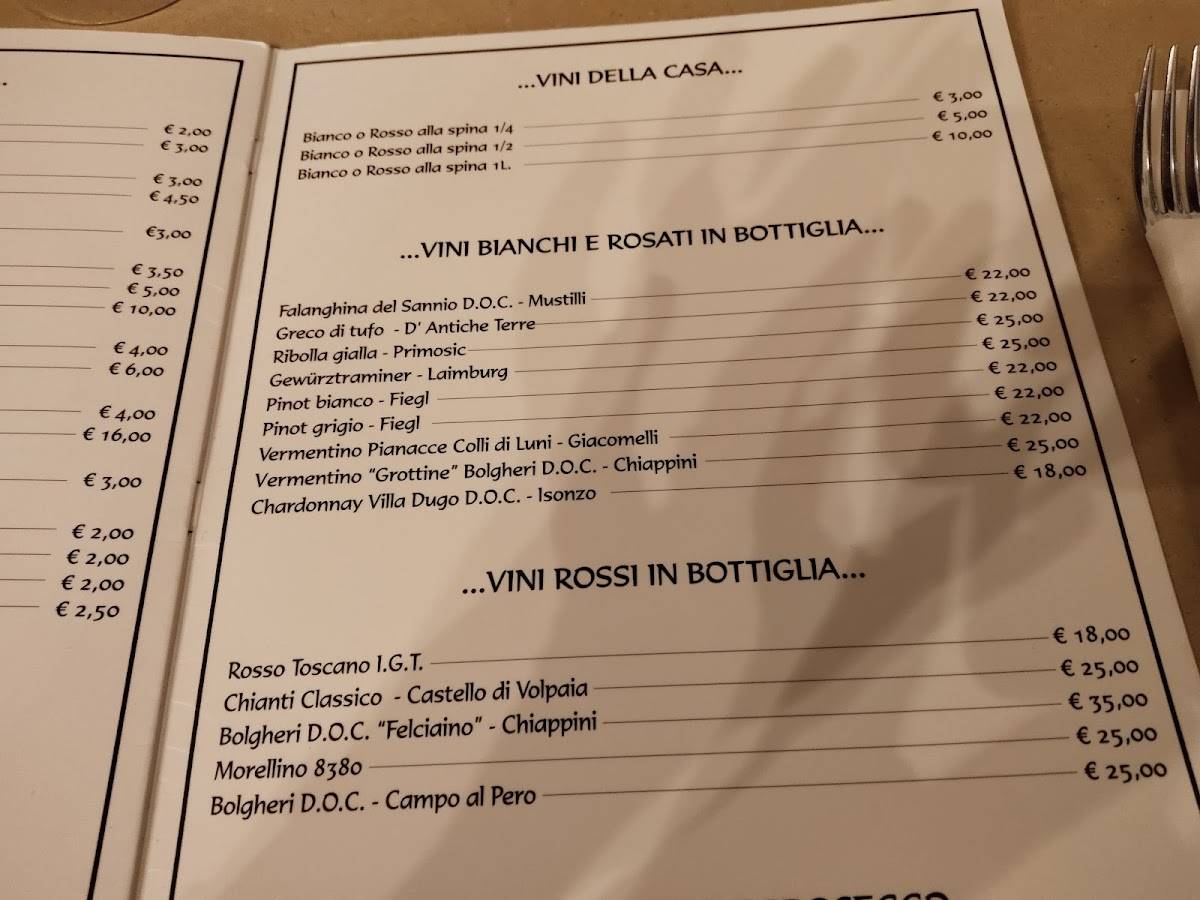 .
€ 2,00
€ 3,00
€ 3,00
€ 4,50
€3,00
€ 3,50
€ 5,00
€ 10,00
€ 4,00
€ 6,00
€ 4,00
€ 16,00
€ 3,00
€ 2,00
€ 2,00
€ 2,00
€ 2,50
...VINI DELLA CASA...
Bianco o Rosso alla spina 1/4 € 3,00
Bianco o Rosso alla spina 1/2 € 5,00
Bianco o Rosso alla spina 1L. € 10,00
...VINI BIANCHI E ROSATI IN BOTTIGLIA...
Falanghina del Sannio D.O.C. - Mustilli € 22,00
Greco di tufo - D' Antiche Terre € 22,00
Ribolla gialla - Primosic € 25,00
Gewürztraminer - Laimburg € 25,00
Pinot bianco - Fiegl € 22,00
Pinot grigio - Fiegl € 22,00
Vermentino Pianacce Colli di Luni - Giacomelli € 22,00
Vermentino "Grottine" Bolgheri D.O.C. - Chiappini € 25,00
Chardonnay Villa Dugo D.O.C. - Isonzo € 18,00
...VINI ROSSI IN BOTTIGLIA...
Rosso Toscano I.G.T. € 18,00
Chianti Classico - Castello di Volpaia € 25,00
Bolgheri D.O.C. "Felciaino" - Chiappini € 35,00
Morellino 8380 € 25,00
Bolgheri D.O.C. - Campo al Pero € 25,00